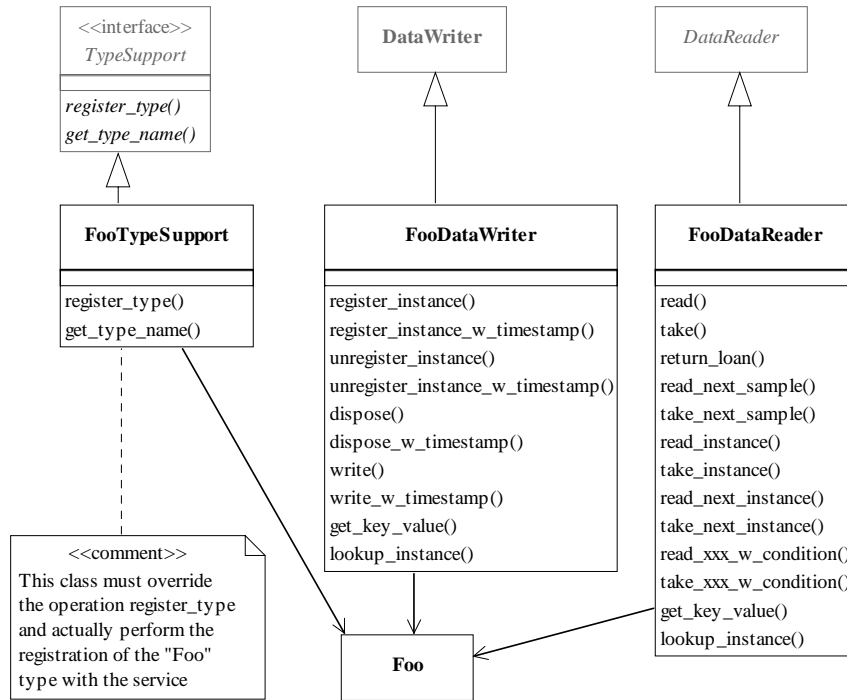 <<interface>>
TypeSupport
register_type()
get_type_name()
DataWriter
DataReader
FooTypeSupport
register_type()
get_type_name()
FooDataWriter
register_instance()
register_instance_w_timestamp()
unregister_instance()
unregister_instance_w_timestamp()
dispose()
dispose_w_timestamp()
write()
write_w_timestamp()
get_key_value()
lookup_instance()
FooDataReader
read()
take()
return_loan()
read_next_sample()
take_next_sample()
read_instance()
take_instance()
read_next_instance()
take_next_instance()
read_xxx_w_condition()
take_xxx_w_condition()
get_key_value()
lookup_instance()
<<comment>>
This class must override
the operation register_type
and actually perform the
registration of the "Foo"
type with the service
Foo